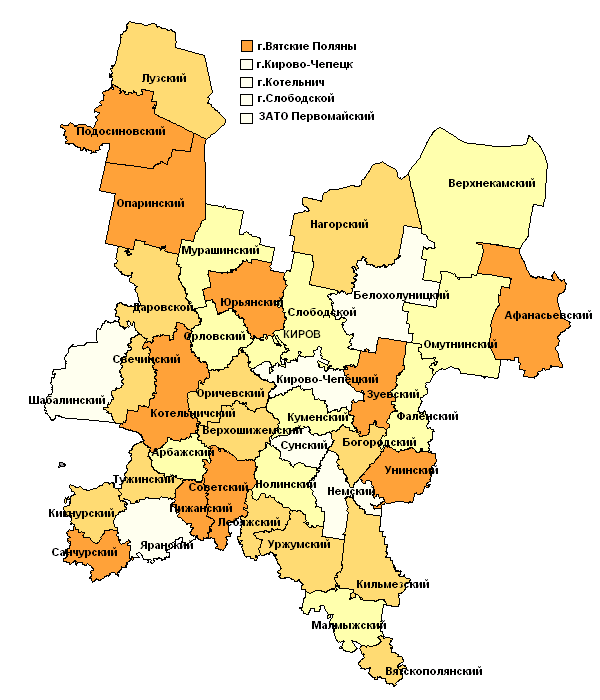 г.Вятские Поляны
г.Кирово-Чепецк
г.Котельнич
г.Слободской
ЗАТО Первомайский
Лузский
Подосиновский
Опаринский
Верхнекамский
Нагорский
Мурашинский
Белохолуницкий
Юрьянский
Даровской
Слободской
Афанасьевский
КИРОВ
Орловский
Омутнинский
Свечинский
Кирово-Чепецкий
Оричевский
Зуевский
Шабалинский
Котельничский
Куменский
Фаленский
Верхошижемский
Сунский
Богородский
Арбажский
Унинский
Тужинский
Советский
Нолинский
Немский
Пижанский
Кикнурский
Лебяжский
Яранский
Уржумский
Санчурский
Кильмезский
Малмыжский
Вятскополянский